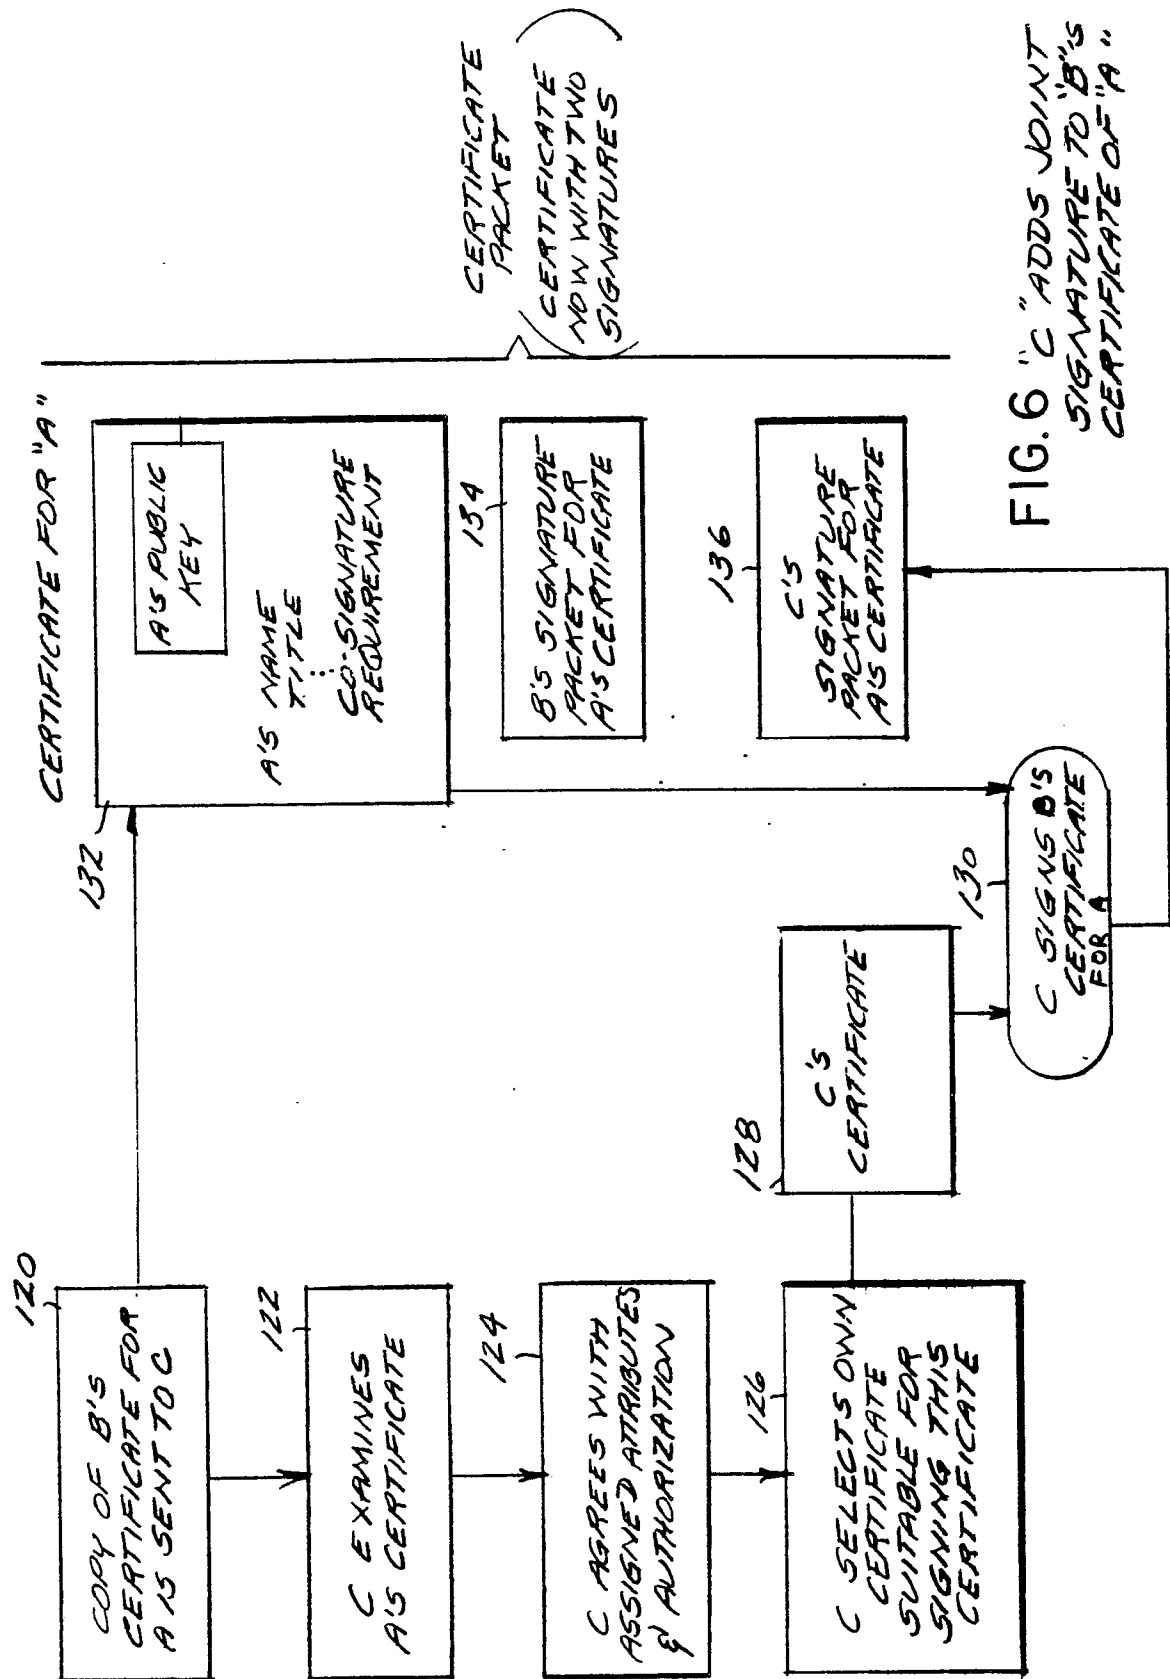 120
COPY OF B'S
CERTIFICATE FOR
A IS SENT TO C
122
C EXAMINES
A'S CERTIFICATE
124
C AGREES WITH
ASSIGNED ATTRIBUTES
& AUTHORIZATION
126
C SELECTS OWN
CERTIFICATE
SUITABLE FOR
SIGNING THIS
CERTIFICATE
128
C'S
CERTIFICATE
130
C SIGNS B'S
CERTIFICATE
FOR A
CERTIFICATE FOR "A"
132
A'S PUBLIC
KEY
A'S NAME
TITLE
⋮
CO-SIGNATURE
REQUIREMENT
134
B'S SIGNATURE
PACKET FOR
A'S CERTIFICATE
136
C'S
SIGNATURE
PACKET FOR
A'S CERTIFICATE
CERTIFICATE
PACKET
(CERTIFICATE
NOW WITH TWO
SIGNATURES)
FIG. 6 "C" ADDS JOINT
SIGNATURE TO "B"'s
CERTIFICATE OF "A"